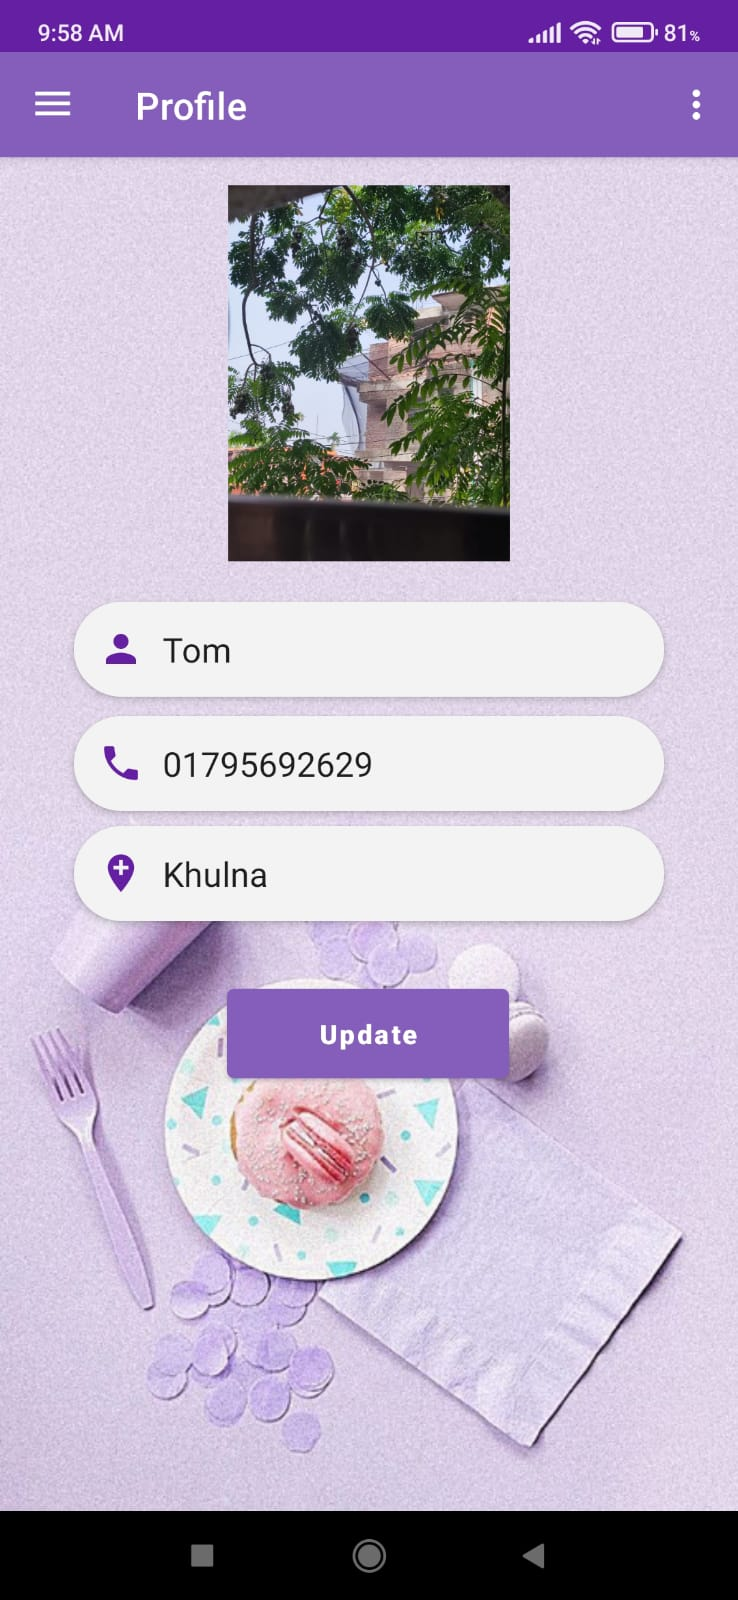 9:58 AM 81%
Profile
Tom
01795692629
Khulna
Update